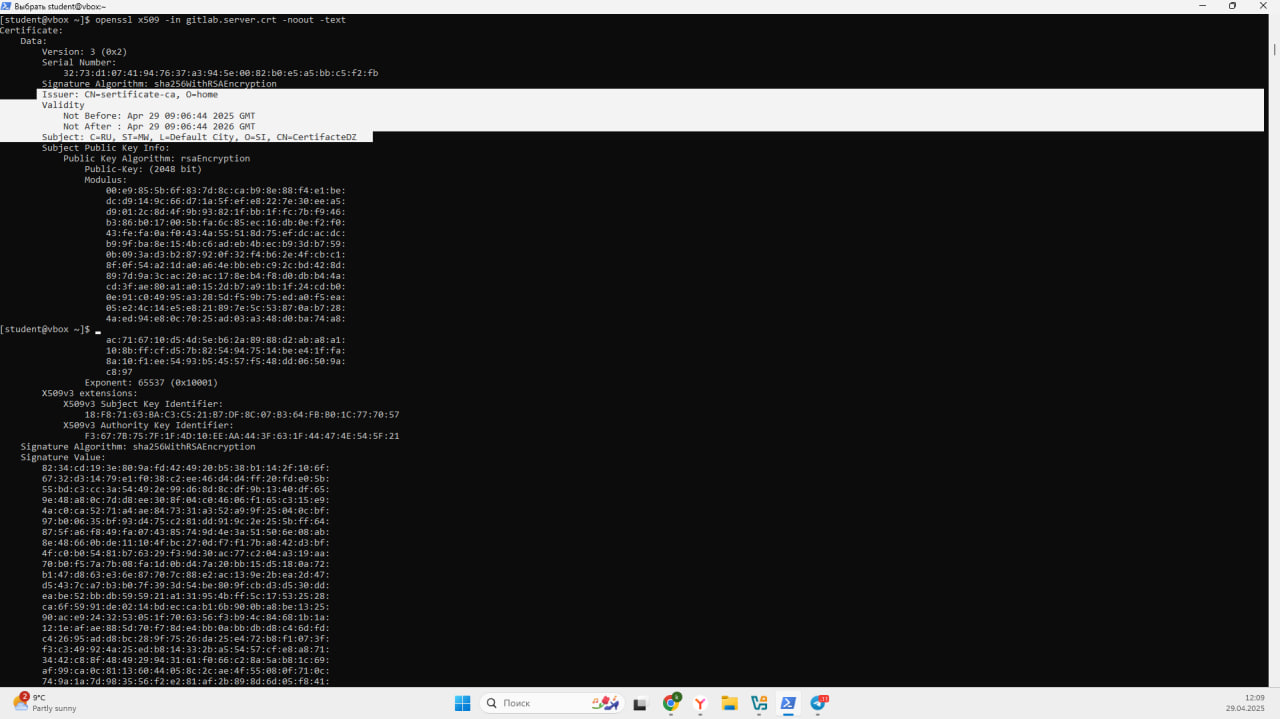 Выбрать student@vbox:~
[student@vbox ~]$ openssl x509 -in gitlab.server.crt -noout -text
Certificate:
Data:
Version: 3 (0x2)
Serial Number:
32:73:d1:07:41:94:76:37:a3:94:5e:00:82:b0:e5:a5:bb:c5:f2:fb
Signature Algorithm: sha256WithRSAEncryption
Issuer: CN=sertificate-ca, O=home
Validity
Not Before: Apr 29 09:06:44 2025 GMT
Not After : Apr 29 09:06:44 2026 GMT
Subject: C=RU, ST=MW, L=Default City, O=SI, CN=CertifacteDZ
Subject Public Key Info:
Public Key Algorithm: rsaEncryption
Public-Key: (2048 bit)
Modulus:
00:e9:85:5b:6f:83:7d:8c:ca:b9:8e:88:f4:e1:be:
dc:d9:14:9c:66:d7:1a:5f:ef:e8:22:7e:30:ee:a5:
d9:01:2c:8d:4f:9b:93:82:1f:bb:1f:fc:7b:f9:46:
b3:86:b0:17:00:5b:fa:6c:85:ec:16:db:0e:f2:f0:
43:fe:fa:0a:f0:43:4a:55:51:8d:75:ef:dc:ac:dc:
b9:9f:ba:8e:15:4b:c6:ad:eb:4b:ec:b9:3d:b7:59:
0b:09:3a:d3:b2:87:92:0f:32:f4:b6:2e:4f:cb:c1:
8f:0f:54:a2:1d:a0:a6:4e:bb:eb:c9:2c:bd:42:8d:
89:7d:9a:3c:ac:20:ac:17:8e:b4:f8:d0:db:b4:4a:
cd:3f:ae:80:a1:a0:15:2d:b7:a9:1b:1f:24:cd:b0:
0e:91:c0:49:95:a3:28:5d:f5:9b:75:ed:a0:f5:ea:
05:e2:4c:14:e5:e8:21:89:7e:5c:53:87:0a:b7:28:
4a:ed:94:e8:0c:70:25:ad:03:a3:48:d0:ba:74:a8:
[student@vbox ~]$
ac:71:67:10:d5:4d:5e:b6:2a:89:88:d2:ab:a8:a1:
10:8b:ff:cf:d5:7b:82:54:94:75:14:be:e4:1f:fa:
8a:10:f1:ee:54:93:b5:45:57:f5:48:dd:06:50:9a:
c8:97
Exponent: 65537 (0x10001)
X509v3 extensions:
X509v3 Subject Key Identifier:
18:F8:71:63:BA:C3:C5:21:B7:DF:8C:07:B3:64:FB:B0:1C:77:70:57
X509v3 Authority Key Identifier:
F3:67:7B:75:7F:1F:4D:10:EE:AA:44:3F:63:1F:44:47:4E:54:5F:21
Signature Algorithm: sha256WithRSAEncryption
Signature Value:
82:34:cd:19:3e:80:9a:fd:42:49:20:b5:38:b1:14:2f:10:6f:
67:32:d3:14:79:e1:f0:38:c2:ee:46:d4:d4:ff:20:fd:e0:5b:
55:bd:c3:cc:3a:54:49:2e:99:d6:8d:8c:df:9b:13:40:df:65:
9e:48:a8:0c:7d:d8:ee:30:8f:04:c0:46:06:f1:65:c3:15:e9:
4a:c0:ca:52:71:a4:ae:84:73:31:a3:52:a9:9f:25:04:0c:bf:
97:b0:06:35:bf:93:d4:75:c2:81:dd:91:9c:2e:25:5b:ff:64:
87:5f:a6:f8:49:fa:07:43:85:74:9d:4e:3a:51:50:6e:08:ab:
8e:48:66:0b:de:11:10:4f:bc:27:0d:f7:f1:7b:a8:42:d3:bf:
4f:c0:b0:54:81:b7:63:29:f3:9d:30:ac:77:c2:04:a3:19:aa:
70:b0:f5:7a:7b:08:fa:1d:0b:d4:7a:20:bb:15:d5:18:0a:72:
b1:47:d8:63:e3:6e:87:70:7c:88:e2:ac:13:9e:2b:ea:2d:47:
d5:43:7c:a7:b3:b0:7f:39:3d:54:be:80:9f:cb:d3:d5:30:dd:
ea:be:52:bb:db:59:59:21:a1:31:95:4b:ff:5c:17:53:25:28:
ca:6f:59:91:de:02:14:bd:ec:ca:b1:6b:90:0b:a8:be:13:25:
90:ac:e9:24:32:53:05:1f:70:63:56:f3:b9:4c:84:68:1b:1a:
12:1e:af:ae:88:5d:70:f7:8d:e4:bb:0a:bb:db:d8:c4:6d:fd:
c4:26:95:ad:d8:bc:28:9f:75:26:da:25:e4:72:b8:f1:07:3f:
f3:c3:49:92:4a:25:ed:b8:14:33:2b:a5:54:57:cf:e8:a8:71:
34:42:c8:8f:48:49:29:94:31:61:f0:66:c2:8a:5a:b8:1c:69:
af:99:ca:0c:81:13:60:44:05:8c:2c:ae:4f:55:08:0f:71:0c:
74:9a:1a:7d:98:35:56:f2:e2:81:af:2b:89:8d:6d:05:f8:41:
2
9°C
Partly sunny
Поиск
12:09
29.04.2025